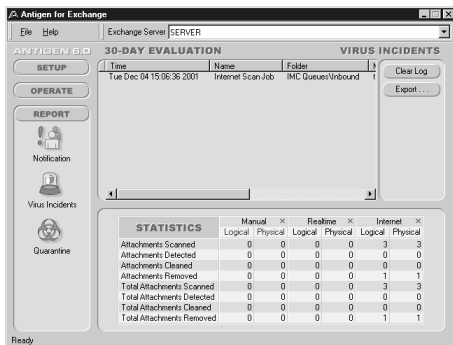 Antigen for Exchange
File Help
Exchange Server SERVER
ANTIGEN 6.0 30-DAY EVALUATION VIRUS INCIDENTS
SETUP
OPERATE
REPORT
Notification
Virus Incidents
Quarantine
Time Name Folder
Tue Dec 04 15:06:36 2001 Internet Scan Job IMC Queues\Inbound
Clear Log
Export . . .
STATISTICS
Manual × Realtime × Internet ×
Logical Physical Logical Physical Logical Physical
Attachments Scanned 0 0 0 0 3 3
Attachments Detected 0 0 0 0 0 0
Attachments Cleaned 0 0 0 0 0 0
Attachments Removed 0 0 0 0 1 1
Total Attachments Scanned 0 0 0 0 3 3
Total Attachments Detected 0 0 0 0 0 0
Total Attachments Cleaned 0 0 0 0 0 0
Total Attachments Removed 0 0 0 0 1 1
Ready